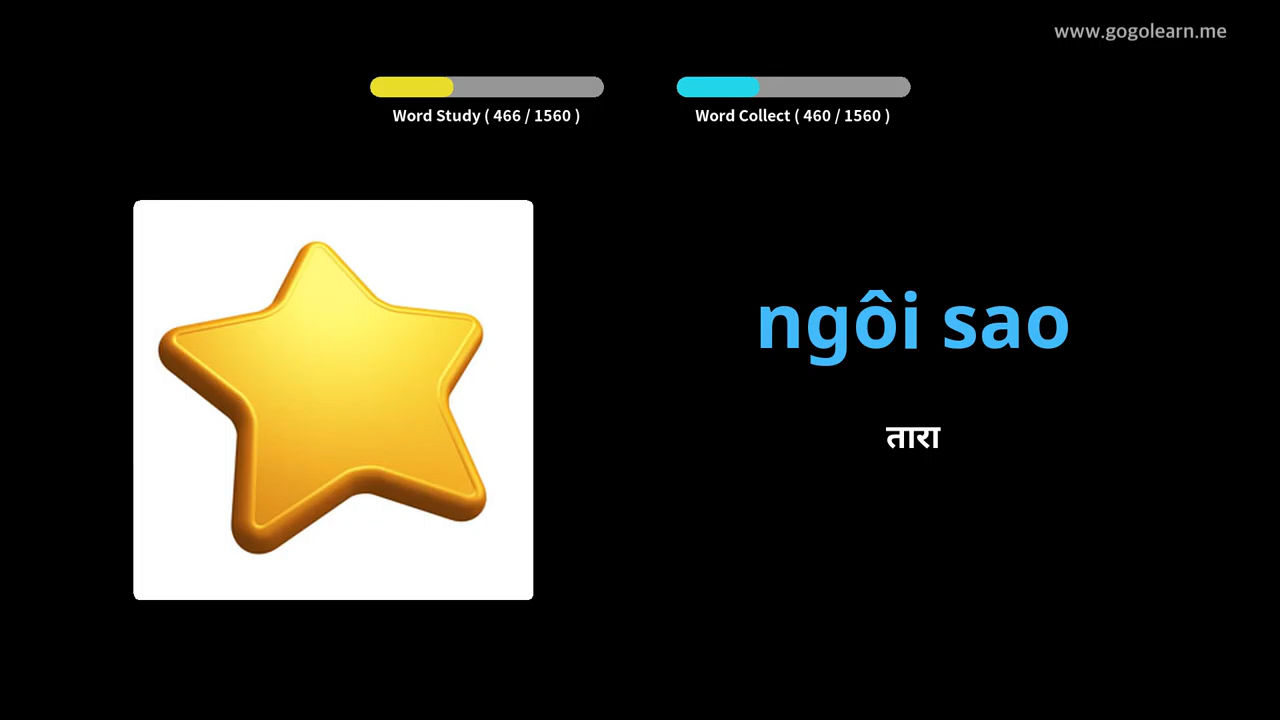 www.gogolearn.me
Word Study ( 466 / 1560 )
Word Collect ( 460 / 1560 )
ngôi sao
तारा